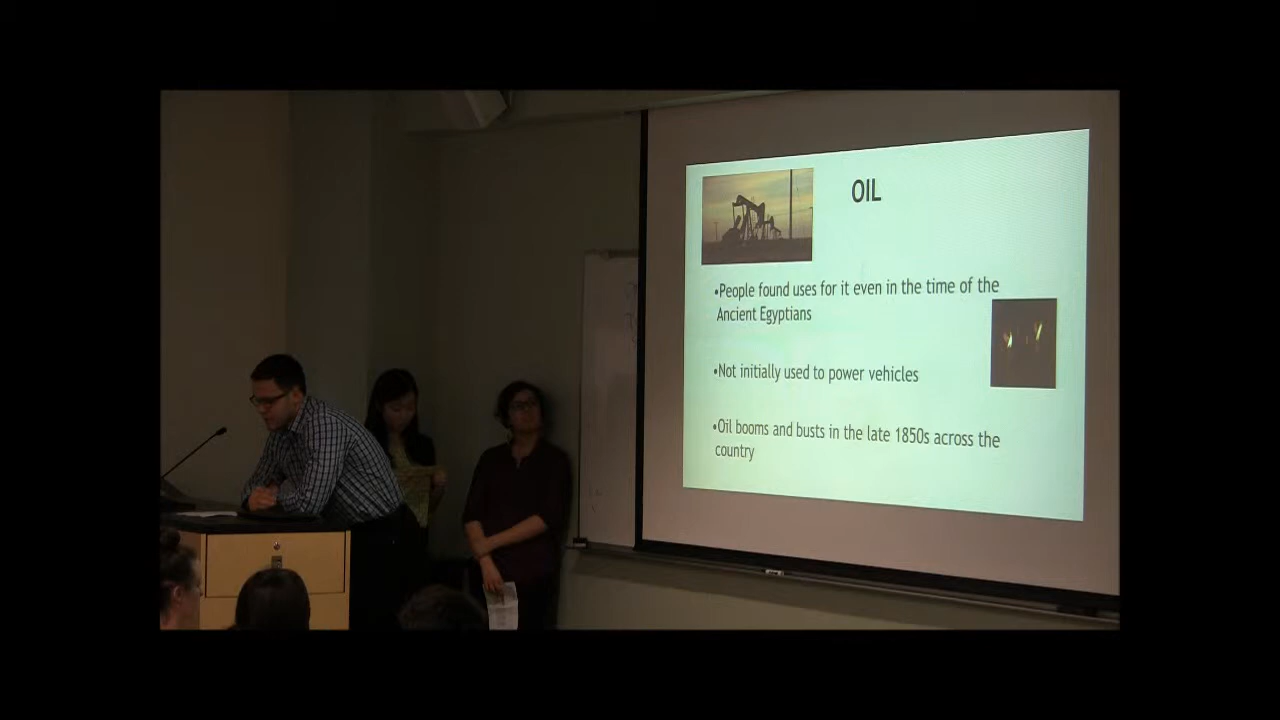 OIL
•People found uses for it even in the time of the
Ancient Egyptians
•Not initially used to power vehicles
•Oil booms and busts in the late 1850s across the
country